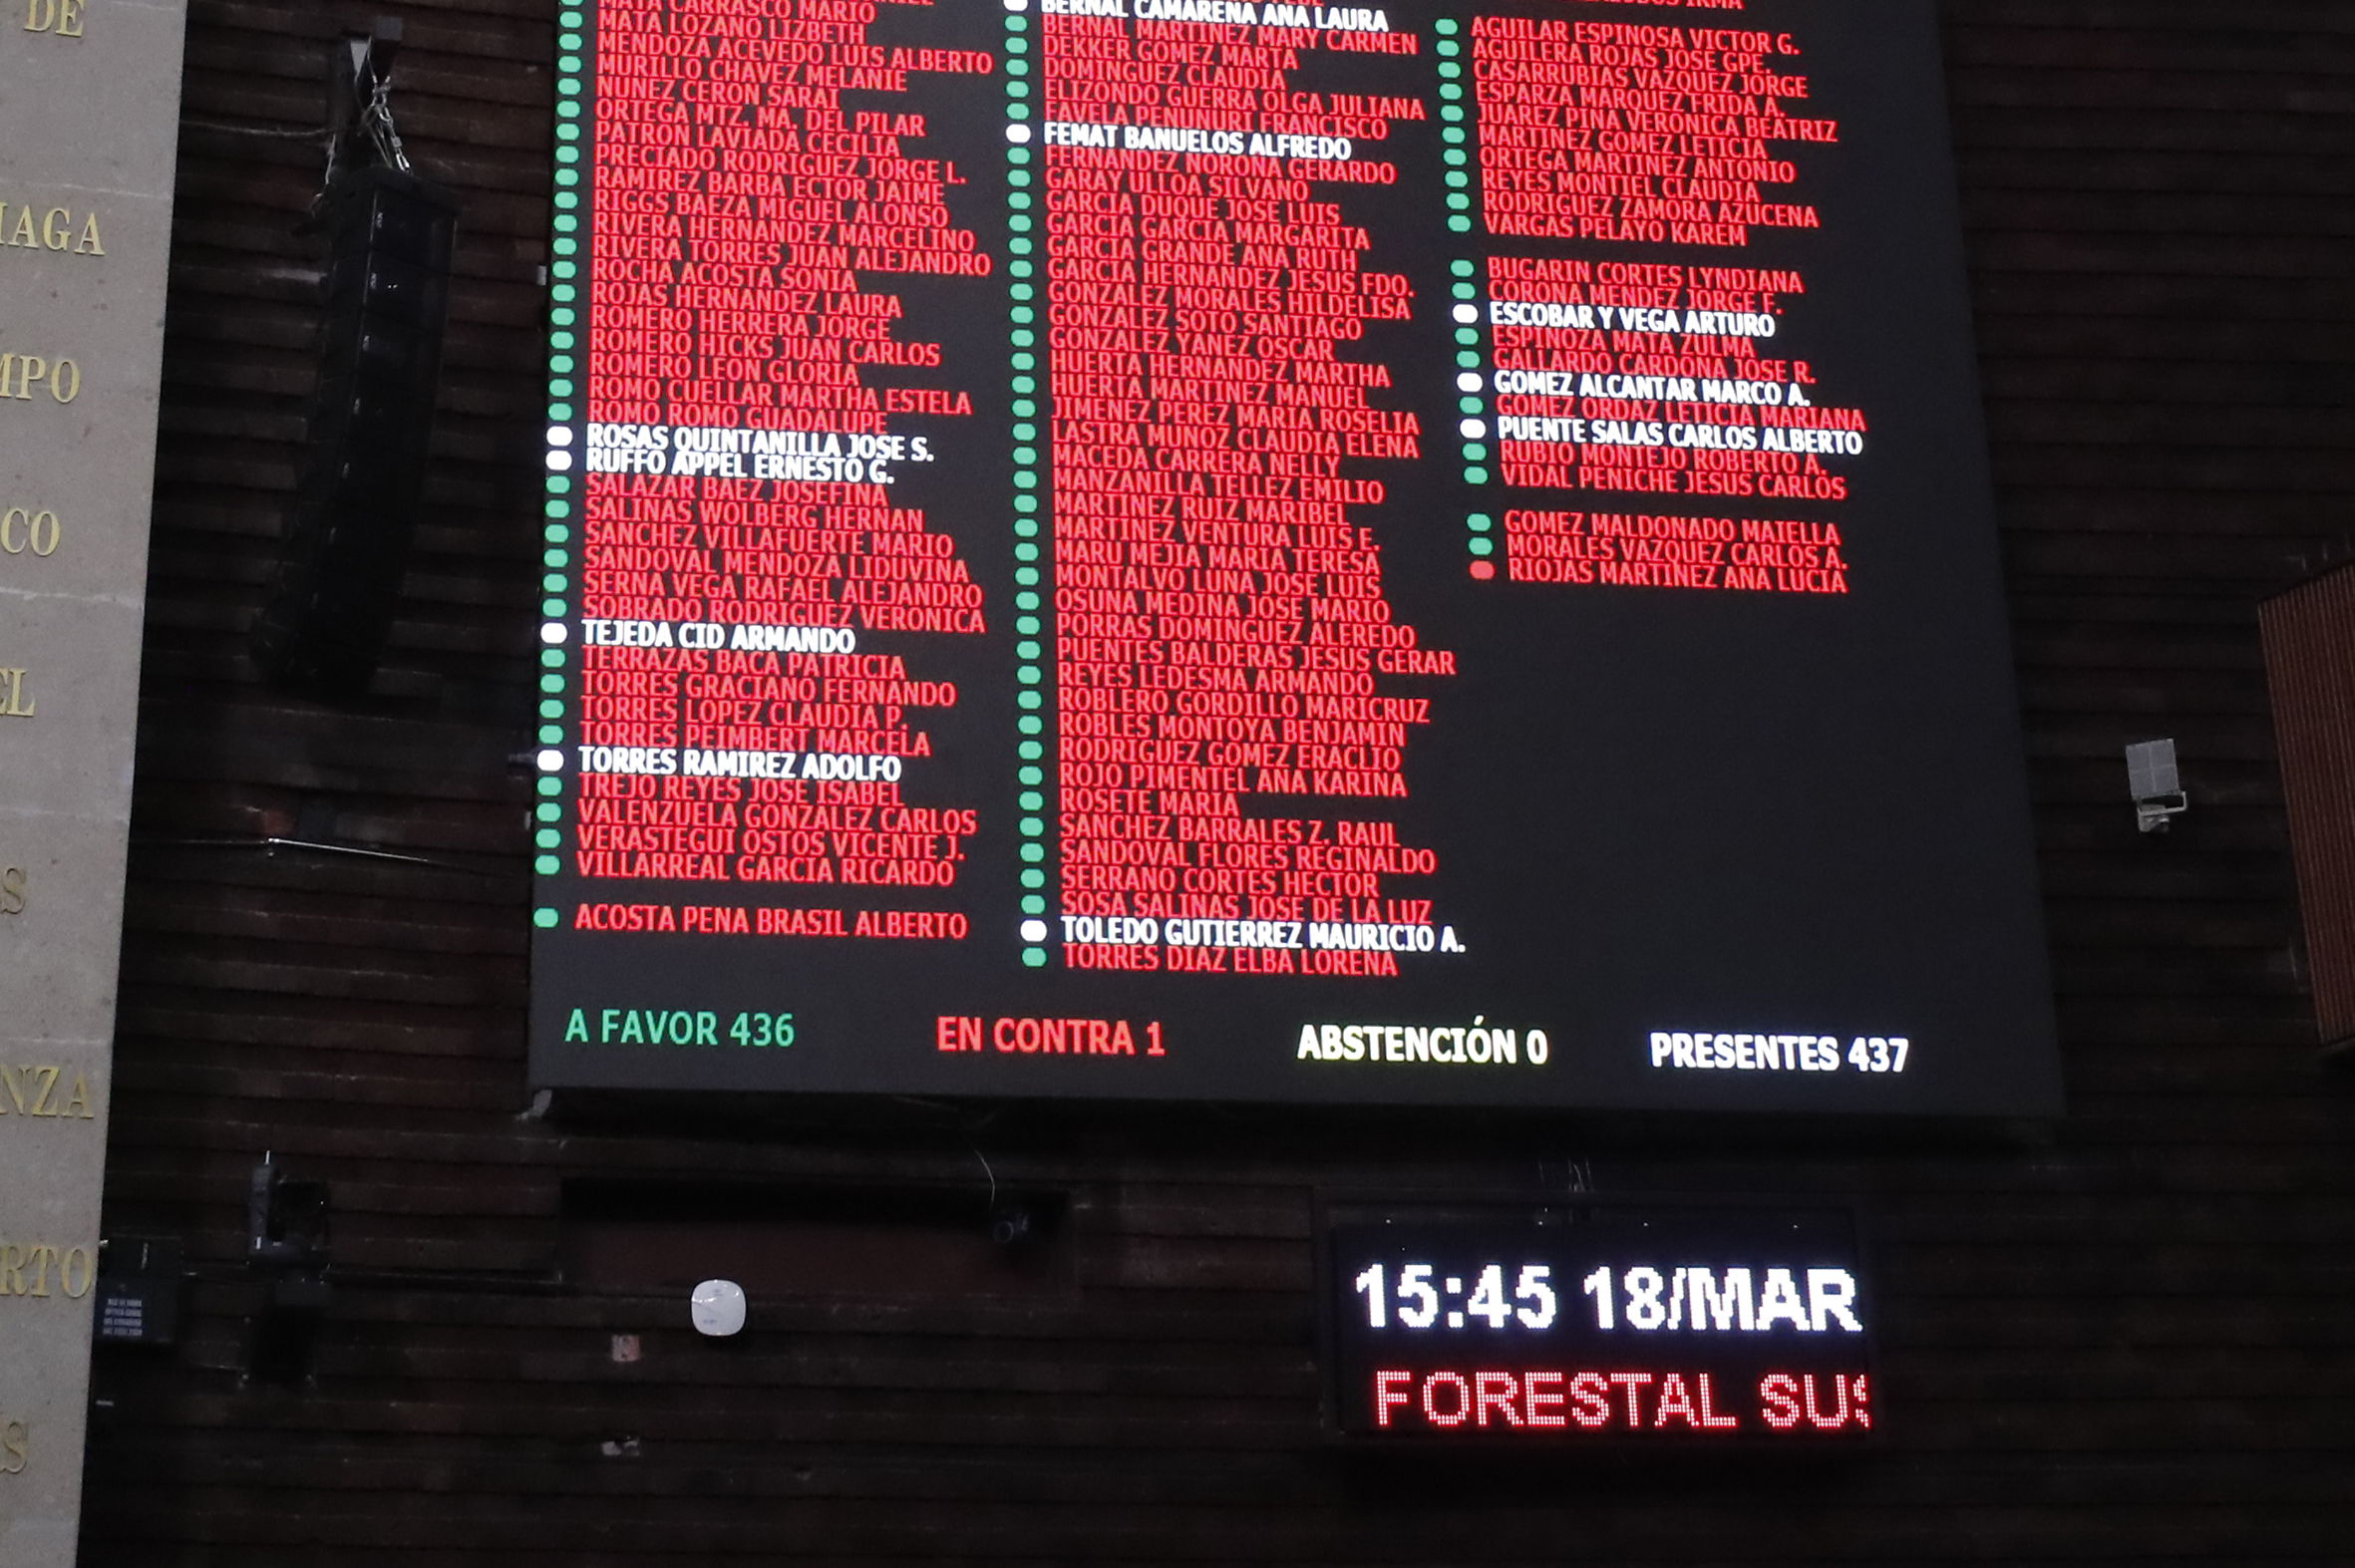 DE
IAGA
MPO
CO
EL
S
NZA
RTO
S
MATA CARRASCO MARIO
MATA LOZANO LIZBETH
MENDOZA ACEVEDO LUIS ALBERTO
MURILLO CHAVEZ MELANIE
NUNEZ CERON SARAI
ORTEGA MTZ. MA. DEL PILAR
PATRON LAVIADA CECILIA
PRECIADO RODRIGUEZ JORGE L.
RAMIREZ BARBA ECTOR JAIME
RIGGS BAEZA MIGUEL ALONSO
RIVERA HERNANDEZ MARCELINO
RIVERA TORRES JUAN ALEJANDRO
ROCHA ACOSTA SONIA
ROJAS HERNANDEZ LAURA
ROMERO HERRERA JORGE
ROMERO HICKS JUAN CARLOS
ROMERO LEON GLORIA
ROMO CUELLAR MARTHA ESTELA
ROMO ROMO GUADALUPE
ROSAS QUINTANILLA JOSE S.
RUFFO APPEL ERNESTO G.
SALAZAR BAEZ JOSEFINA
SALINAS WOLBERG HERNAN
SANCHEZ VILLAFUERTE MARIO
SANDOVAL MENDOZA LIDUVINA
SERNA VEGA RAFAEL ALEJANDRO
SOBRADO RODRIGUEZ VERONICA
TEJEDA CID ARMANDO
TERRAZAS BACA PATRICIA
TORRES GRACIANO FERNANDO
TORRES LOPEZ CLAUDIA P.
TORRES PEIMBERT MARCELA
TORRES RAMIREZ ADOLFO
TREJO REYES JOSE ISABEL
VALENZUELA GONZALEZ CARLOS
VERASTEGUI OSTOS VICENTE J.
VILLARREAL GARCIA RICARDO
ACOSTA PENA BRASIL ALBERTO
BERNAL CAMARENA ANA LAURA
BERNAL MARTINEZ MARY CARMEN
DEKKER GOMEZ MARTA
DOMINGUEZ CLAUDIA
ELIZONDO GUERRA OLGA JULIANA
FAVELA PENUNURI FRANCISCO
FEMAT BANUELOS ALFREDO
FERNANDEZ NORONA GERARDO
GARAY ULLOA SILVANO
GARCIA DUQUE JOSE LUIS
GARCIA GARCIA MARGARITA
GARCIA GRANDE ANA RUTH
GARCIA HERNANDEZ JESUS FDO.
GONZALEZ MORALES HILDELISA
GONZALEZ SOTO SANTIAGO
GONZALEZ YANEZ OSCAR
HUERTA HERNANDEZ MARTHA
HUERTA MARTINEZ MANUEL
JIMENEZ PEREZ MARIA ROSELIA
LASTRA MUNOZ CLAUDIA ELENA
MACEDA CARRERA NELLY
MANZANILLA TELLEZ EMILIO
MARTINEZ RUIZ MARIBEL
MARTINEZ VENTURA LUIS E.
MARU MEJIA MARIA TERESA
MONTALVO LUNA JOSE LUIS
OSUNA MEDINA JOSE MARIO
PORRAS DOMINGUEZ ALFREDO
PUENTES BALDERAS JESUS GERAR
REYES LEDESMA ARMANDO
ROBLERO GORDILLO MARICRUZ
ROBLES MONTOYA BENJAMIN
RODRIGUEZ GOMEZ ERACLIO
ROJO PIMENTEL ANA KARINA
ROSETE MARIA
SANCHEZ BARRALES Z. RAUL
SANDOVAL FLORES REGINALDO
SERRANO CORTES HECTOR
SOSA SALINAS JOSE DE LA LUZ
TOLEDO GUTIERREZ MAURICIO A.
TORRES DIAZ ELBA LORENA
IRMA
AGUILAR ESPINOSA VICTOR G.
AGUILERA ROJAS JOSE GPE.
CASARRUBIAS VAZQUEZ JORGE
ESPARZA MARQUEZ FRIDA A.
JUAREZ PINA VERONICA BEATRIZ
MARTINEZ GOMEZ LETICIA
ORTEGA MARTINEZ ANTONIO
REYES MONTIEL CLAUDIA
RODRIGUEZ ZAMORA AZUCENA
VARGAS PELAYO KAREM
BUGARIN CORTES LYNDIANA
CORONA MENDEZ JORGE F.
ESCOBAR Y VEGA ARTURO
ESPINOZA MATA ZULMA
GALLARDO CARDONA JOSE R.
GOMEZ ALCANTAR MARCO A.
GOMEZ ORDAZ LETICIA MARIANA
PUENTE SALAS CARLOS ALBERTO
RUBIO MONTEJO ROBERTO A.
VIDAL PENICHE JESUS CARLOS
GOMEZ MALDONADO MAIELLA
MORALES VAZQUEZ CARLOS A.
RIOJAS MARTINEZ ANA LUCIA
A FAVOR 436
EN CONTRA 1
ABSTENCIÓN 0
PRESENTES 437
15:45 18/MAR
FORESTAL SUS